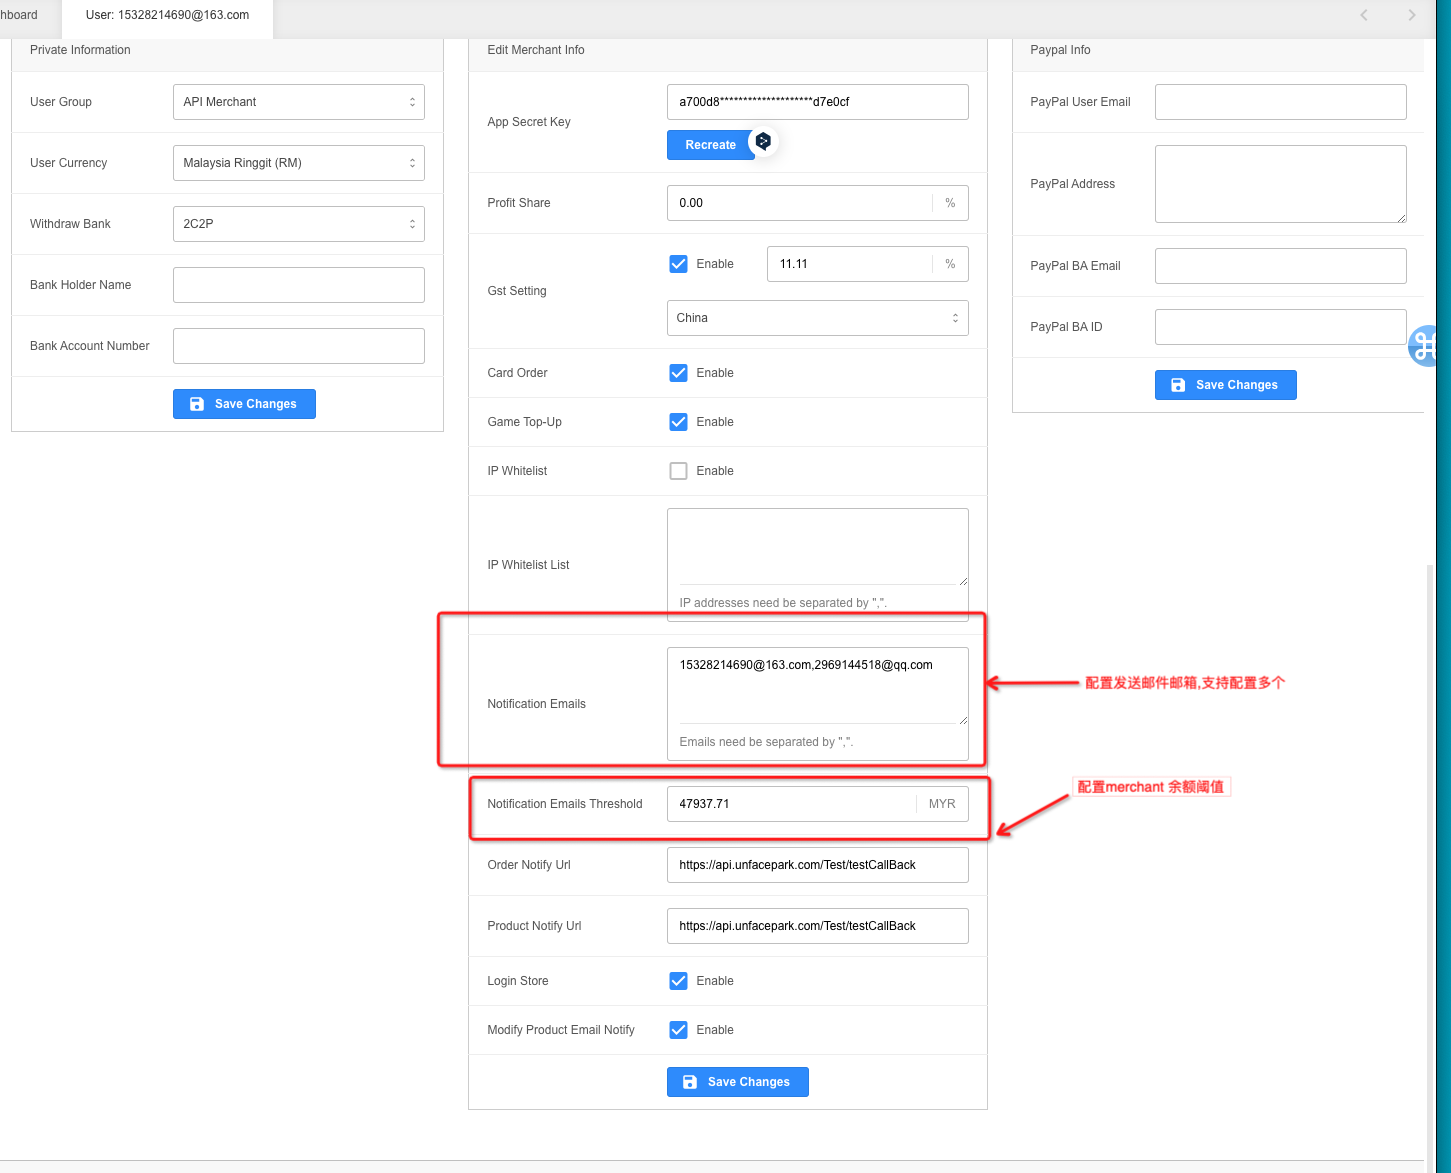 hboard
User: 15328214690@163.com
Private Information
User Group
API Merchant
User Currency
Malaysia Ringgit (RM)
Withdraw Bank
2C2P
Bank Holder Name
Bank Account Number
Save Changes
Edit Merchant Info
App Secret Key
a700d8********************d7e0cf
Recreate
Profit Share
0.00
%
Gst Setting
Enable
11.11
%
China
Card Order
Enable
Game Top-Up
Enable
IP Whitelist
Enable
IP Whitelist List
IP addresses need be separated by ",".
Notification Emails
15328214690@163.com,2969144518@qq.com
Emails need be separated by ",".
配置发送邮件邮箱,支持配置多个
Notification Emails Threshold
47937.71
MYR
配置merchant 余额阈值
Order Notify Url
https://api.unfacepark.com/Test/testCallBack
Product Notify Url
https://api.unfacepark.com/Test/testCallBack
Login Store
Enable
Modify Product Email Notify
Enable
Save Changes
Paypal Info
PayPal User Email
PayPal Address
PayPal BA Email
PayPal BA ID
Save Changes